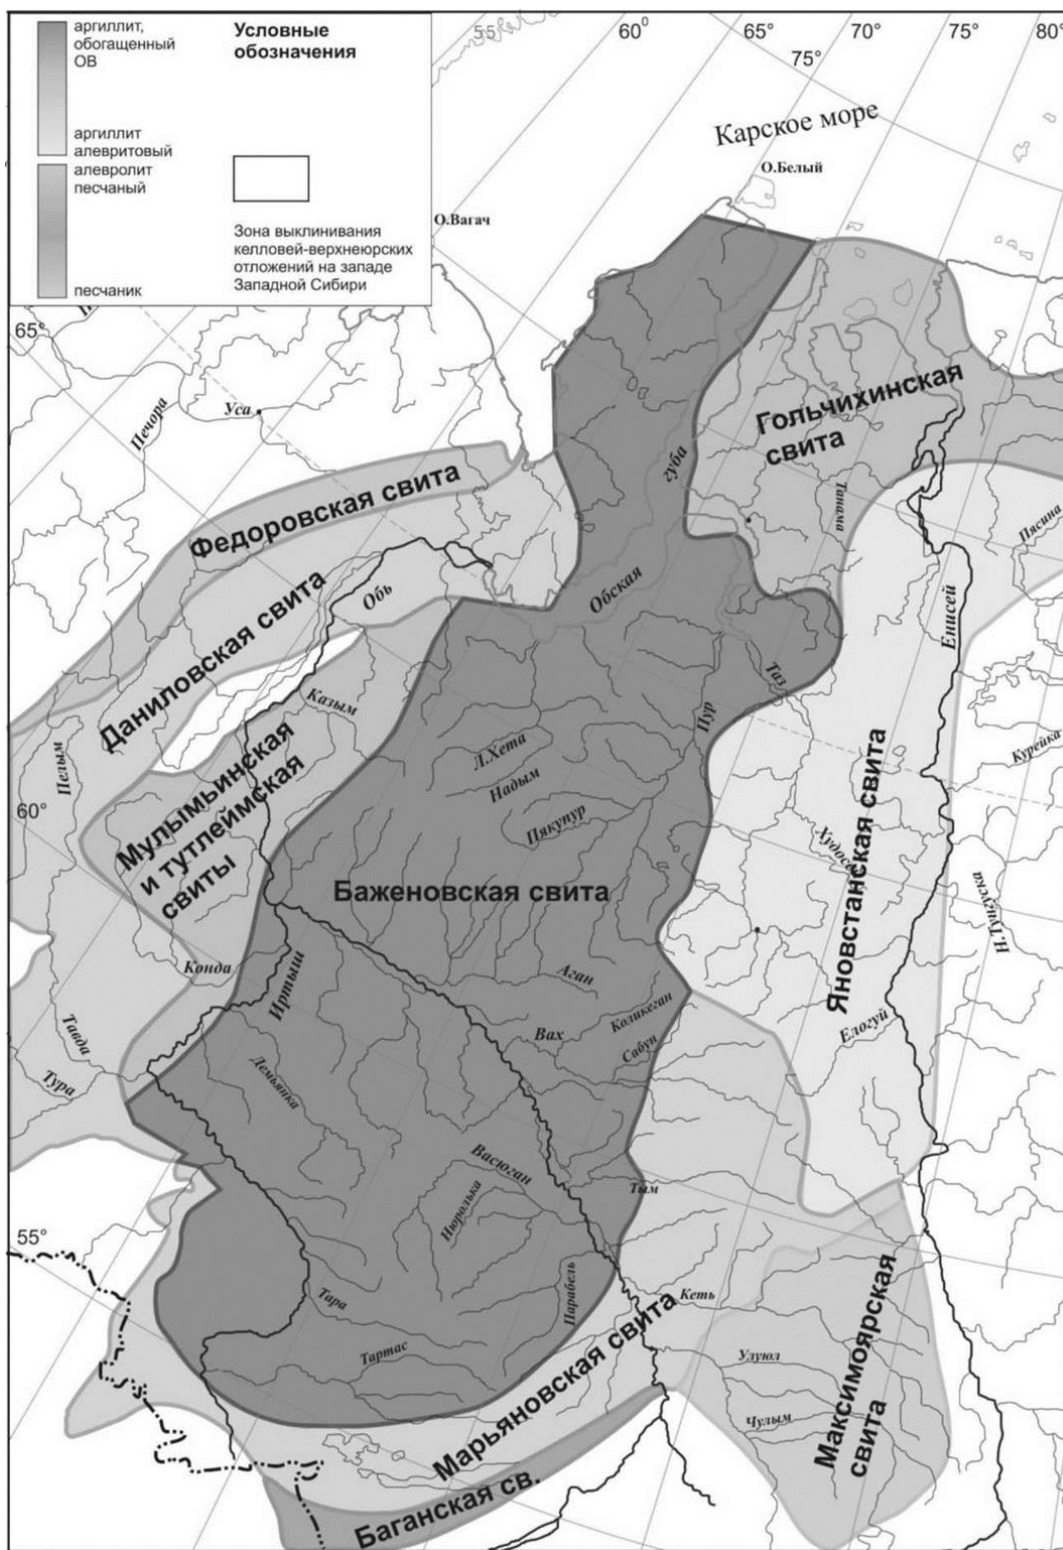 аргиллит,
обогащенный
ОВ
аргиллит
алевритовый
алевролит
песчаный
песчаник
Условные
обозначения
Зона выклинивания
келловей-верхнеюрских
отложений на западе
Западной Сибири
55°
60°
65°
70°
75°
80°
75°
Карское море
О.Белый
О.Вагач
65°
60°
55°
Печора
Уса
Гольчихинская
свита
губа
Танама
Пясина
Федоровская свита
Обская
Обь
Енисей
Даниловская свита
Таз
Казым
Пур
Пелым
Л.Хета
Надым
Курейка
Мулымьинская
и тутлеймская
свиты
Пякупур
Яновстанская свита
Баженовская свита
Н.Тунгуска
Конда
Иртыш
Аган
Коликеган
Вах
Сабун
Елогуй
Тавда
Тура
Демьянка
Васюган
Нюролька
Тым
Парабель
Кеть
Тара
Тартас
Улуюл
Чулым
Марьяновская свита
Максимоярская
свита
Баганская св.